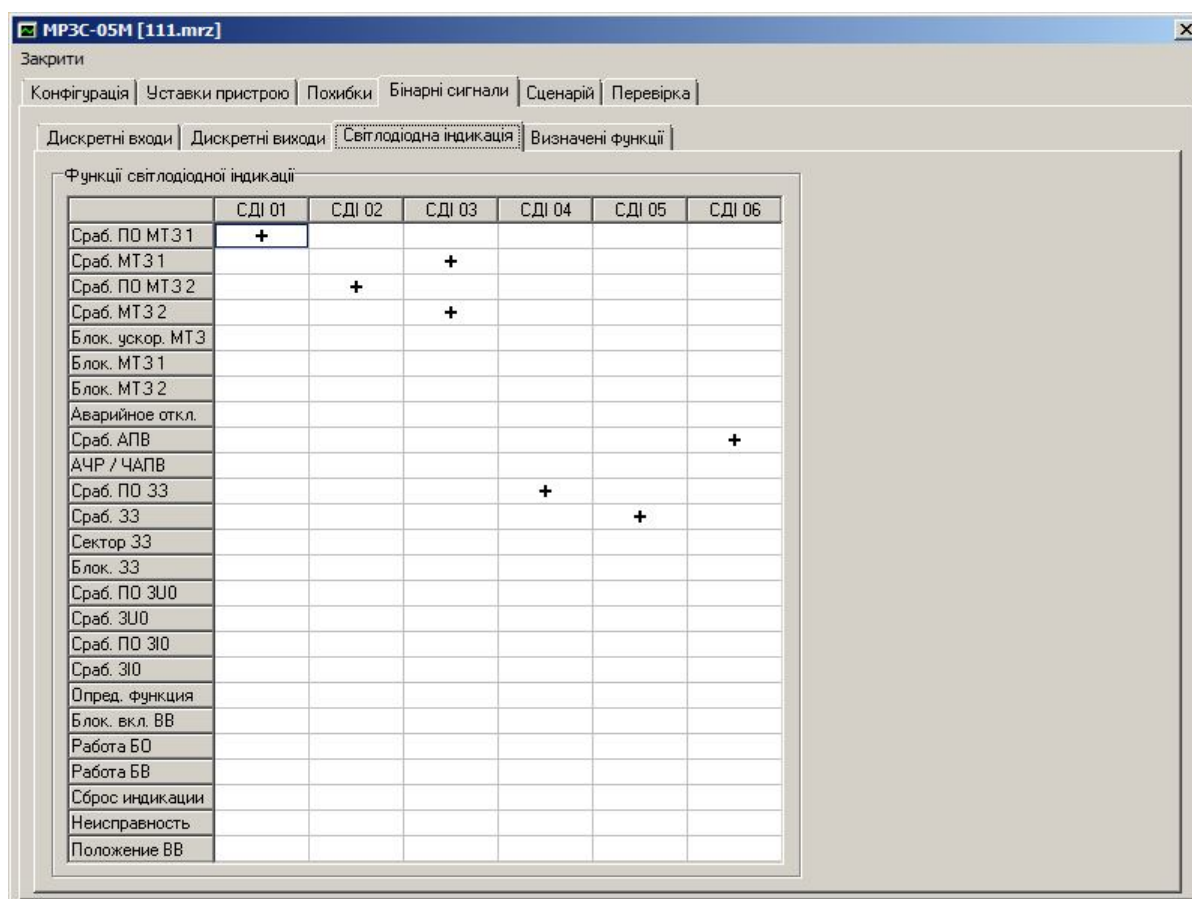 МРЗС-05М [111.mrz]
Закрити
Конфігурація Уставки пристрою Похибки Бінарні сигнали Сценарій Перевірка
Дискретні входи Дискретні виходи Світлодіодна індикація Визначені функції
Функції світлодіодної індикації
СДІ 01 СДІ 02 СДІ 03 СДІ 04 СДІ 05 СДІ 06
Сраб. ПО МТЗ 1 +
Сраб. МТЗ 1 +
Сраб. ПО МТЗ 2 +
Сраб. МТЗ 2 +
Блок. ускор. МТЗ
Блок. МТЗ 1
Блок. МТЗ 2
Аварийное откл.
Сраб. АПВ +
АЧР / ЧАПВ
Сраб. ПО ЗЗ +
Сраб. ЗЗ +
Сектор ЗЗ
Блок. ЗЗ
Сраб. ПО 3U0
Сраб. 3U0
Сраб. ПО 3I0
Сраб. 3I0
Опред. функция
Блок. вкл. ВВ
Работа БО
Работа БВ
Сброс индикации
Неисправность
Положение ВВ